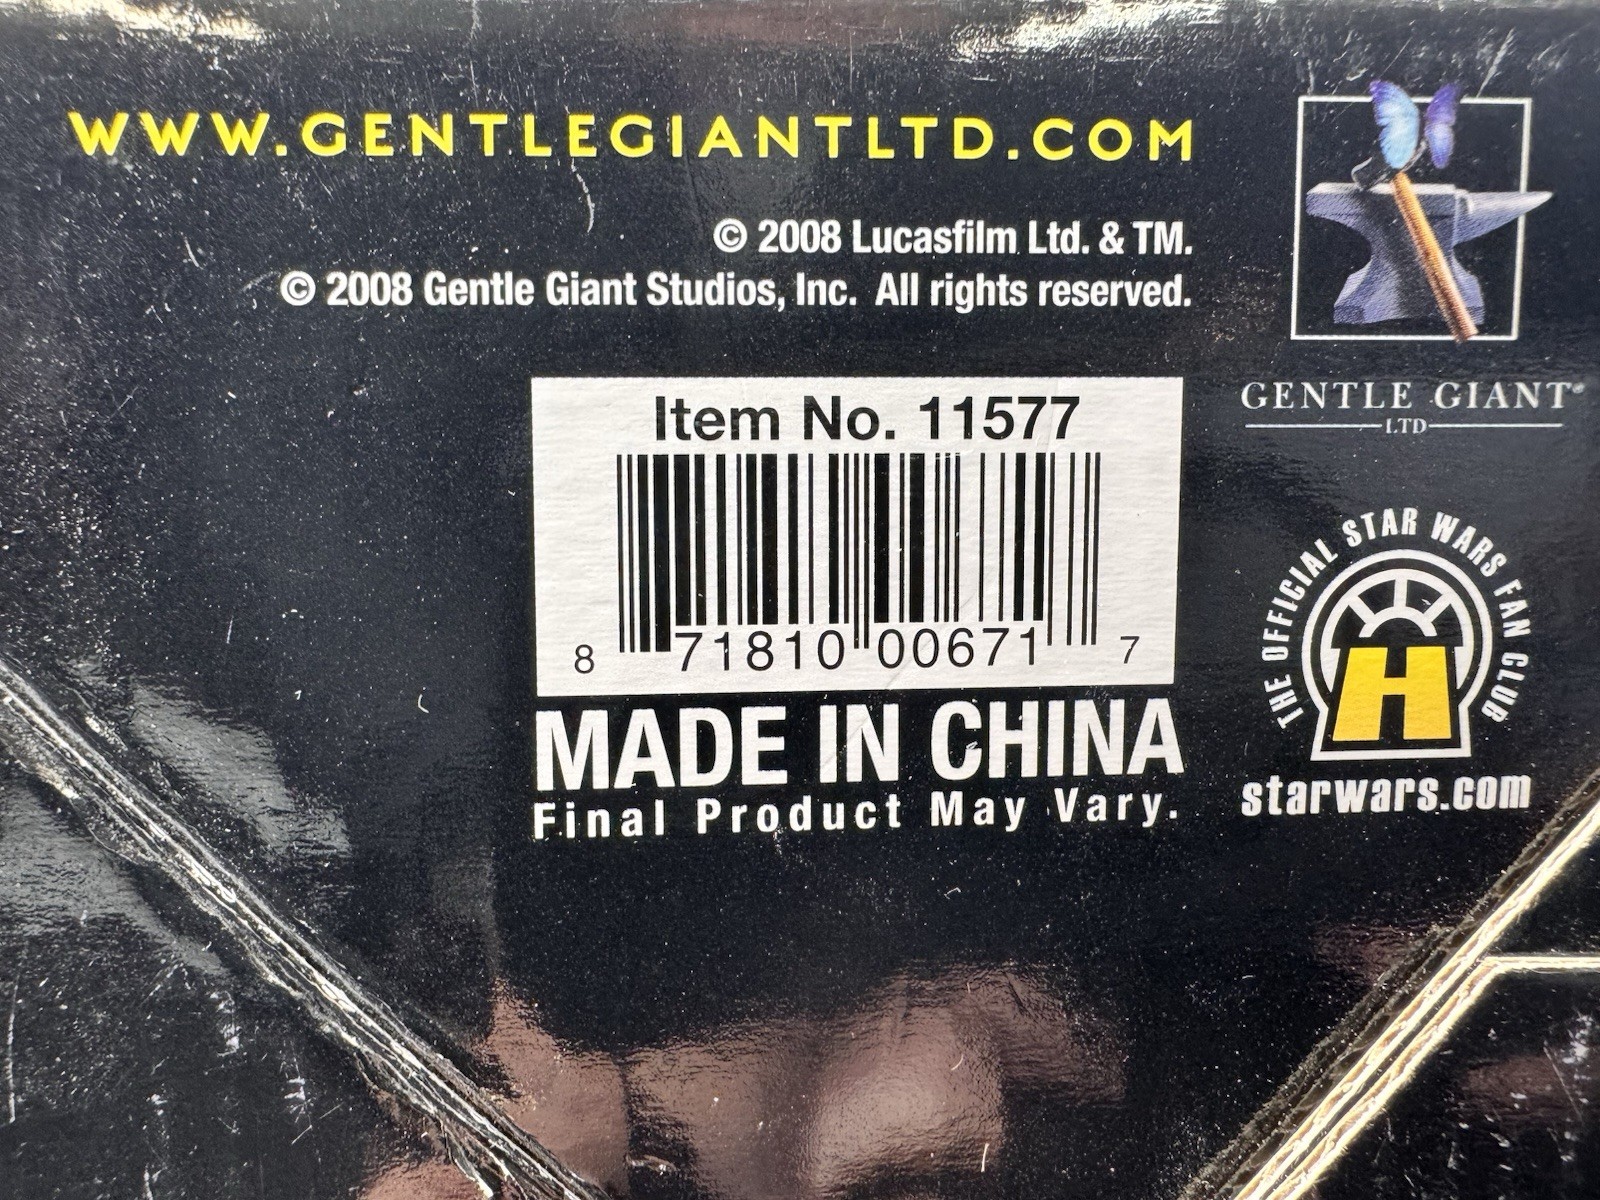 WWW.GENTLEGIANTLTD.COM
© 2008 Lucasfilm Ltd. & TM.
© 2008 Gentle Giant Studios, Inc. All rights reserved.
GENTLE GIANT®
LTD
Item No. 11577
8 71810 00671 7
MADE IN CHINA
Final Product May Vary.
THE OFFICIAL STAR WARS FAN CLUB
H
starwars.com